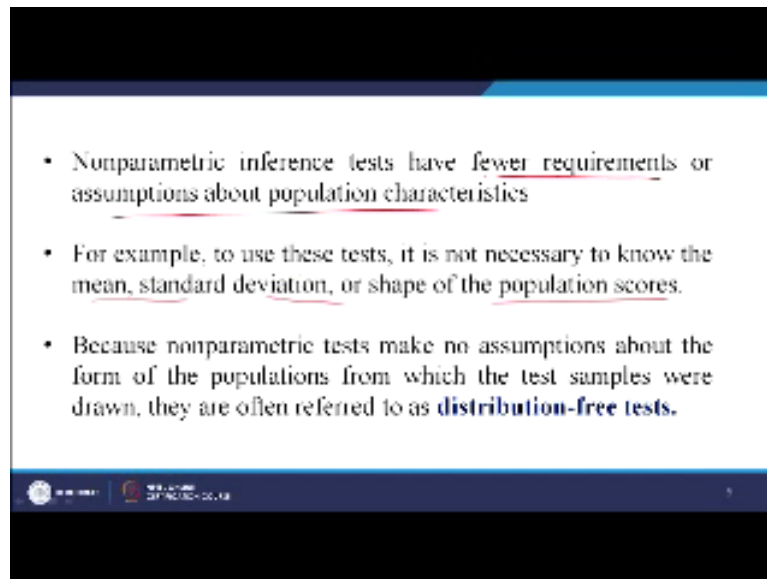 • Nonparametric inference tests have fewer requirements or
assumptions about population characteristics
• For example, to use these tests, it is not necessary to know the
mean, standard deviation, or shape of the population scores.
• Because nonparametric tests make no assumptions about the
form of the populations from which the test samples were
drawn, they are often referred to as distribution-free tests.
CERTIFICATION COURSE